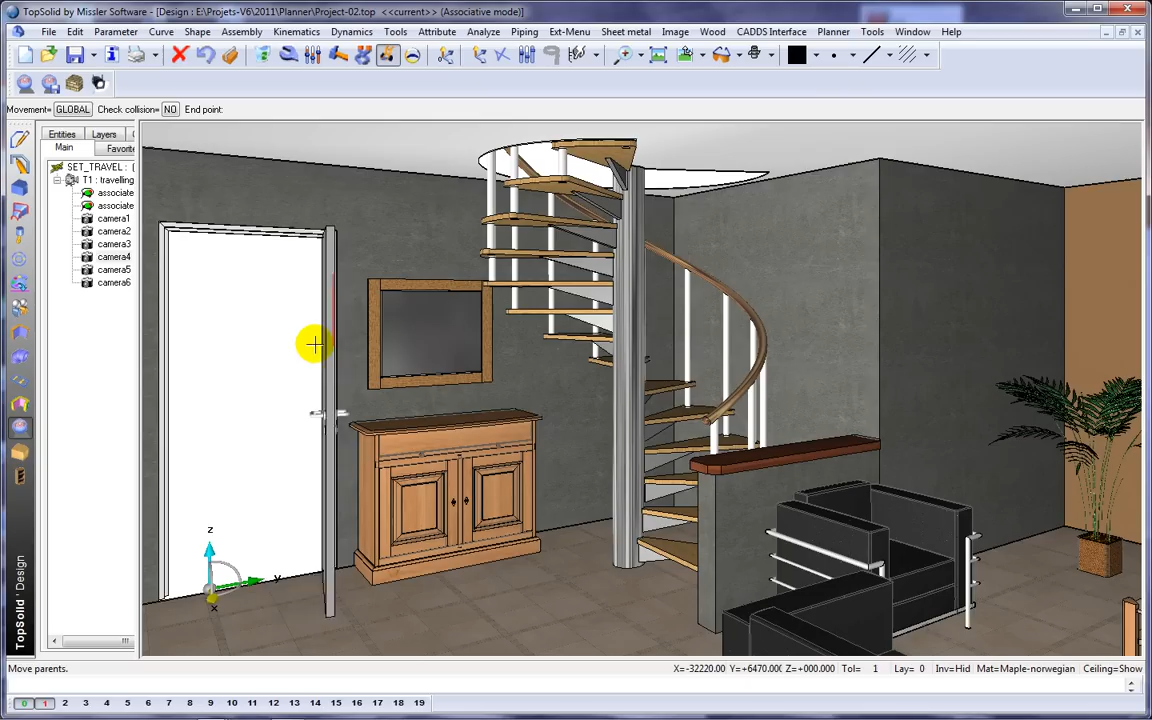 TopSolid by Missler Software - [Design : E:\Projets-V6\2011\Planner\Project-02.top <<current>> (Associative mode)]
File Edit Parameter Curve Shape Assembly Kinematics Dynamics Tools Attribute Analyze Piping Ext-Menu Sheet metal Image Wood CADDS Interface Planner Tools Window Help
Movement= GLOBAL Check collision= NO End point:
Entities Layers
Main Favorite
SET_TRAVEL :
T1 : travelling
associate
associate
camera1
camera2
camera3
camera4
camera5
camera6
z
y
x
TopSolid 'Design
Move parents.
X=-32220.00 Y=+6470.000 Z=+000.000 Tol= 1 Lay= 0 Inv=Hid Mat=Maple-norwegian Ceiling=Show
0 1 2 3 4 5 6 7 8 9 10 11 12 13 14 15 16 17 18 19